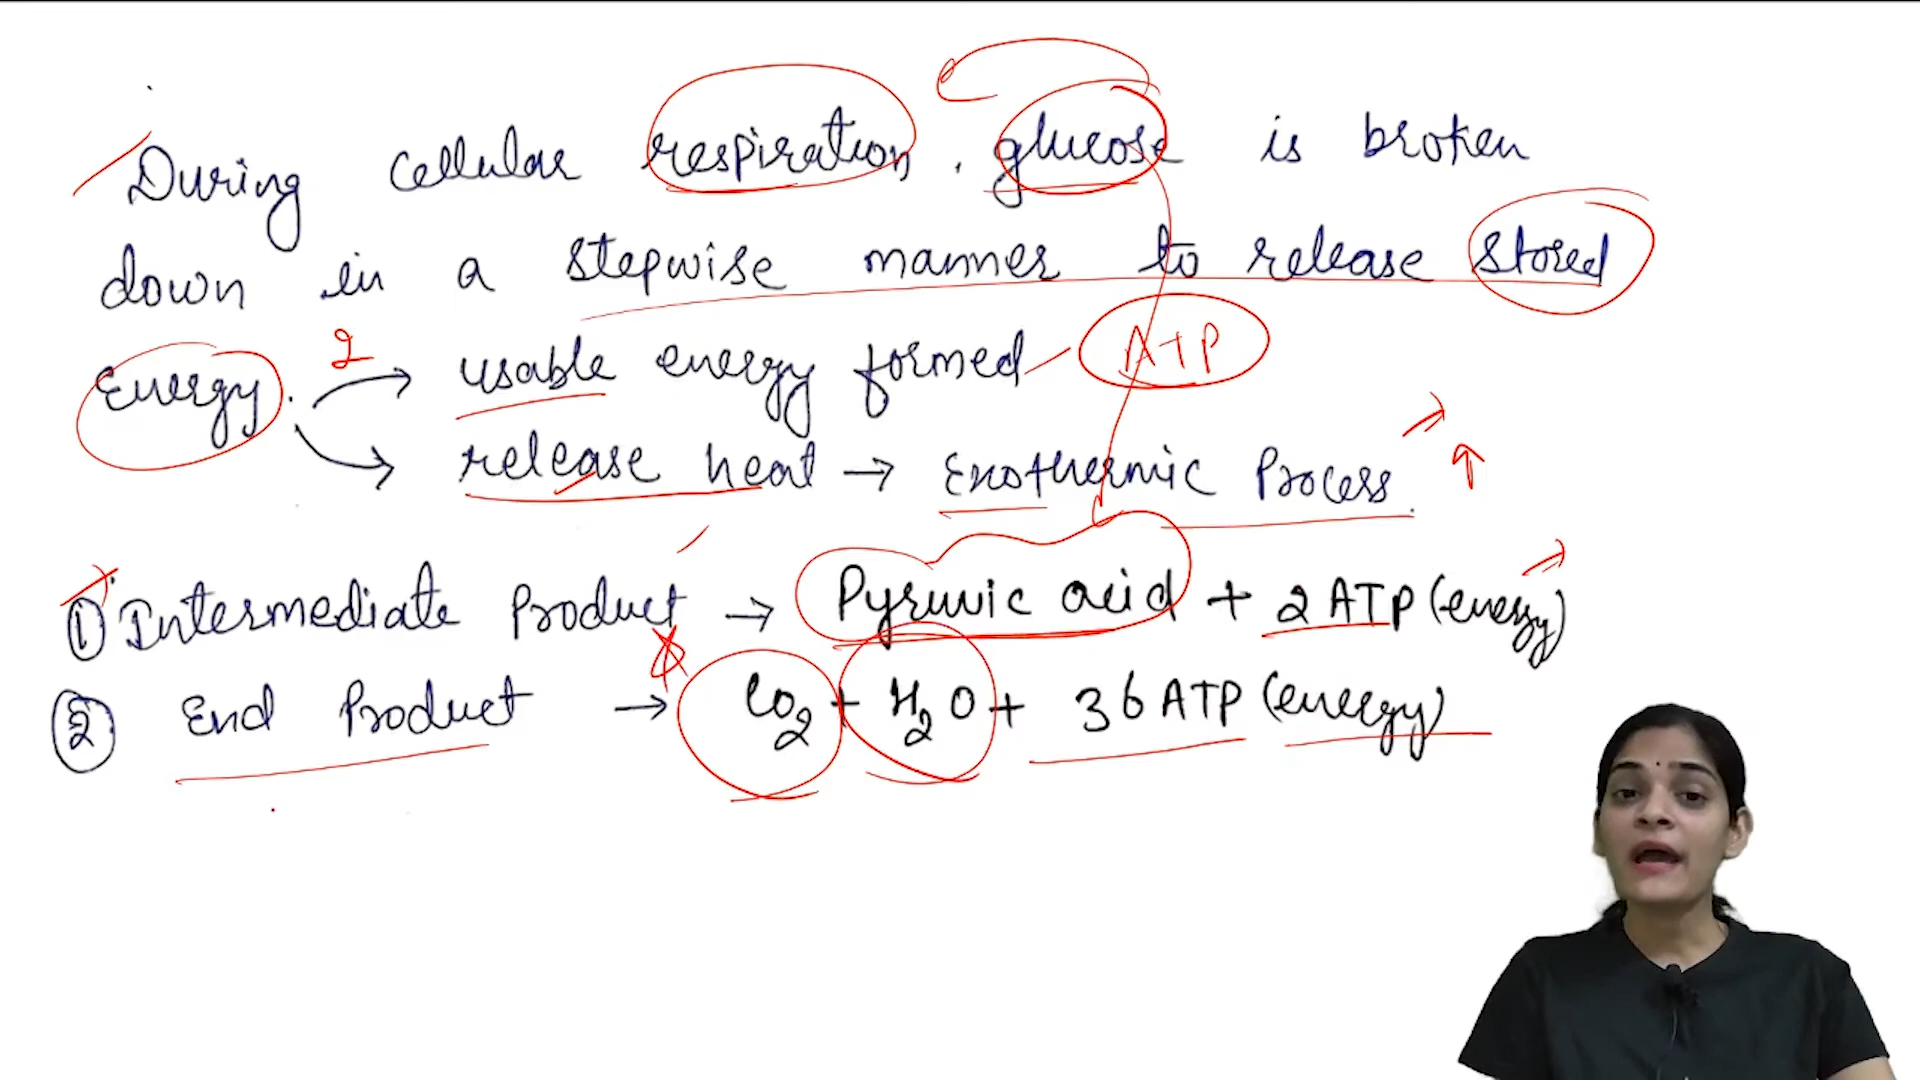 During cellular respiration, glucose is broken
down in a stepwise manner to release stored
Energy. 2 → usable energy formed ATP
→ release heat → Exothermic Process.
① Intermediate Product → Pyruvic acid + 2 ATP (energy)
② End Product → CO2 + H2O + 36 ATP (energy)